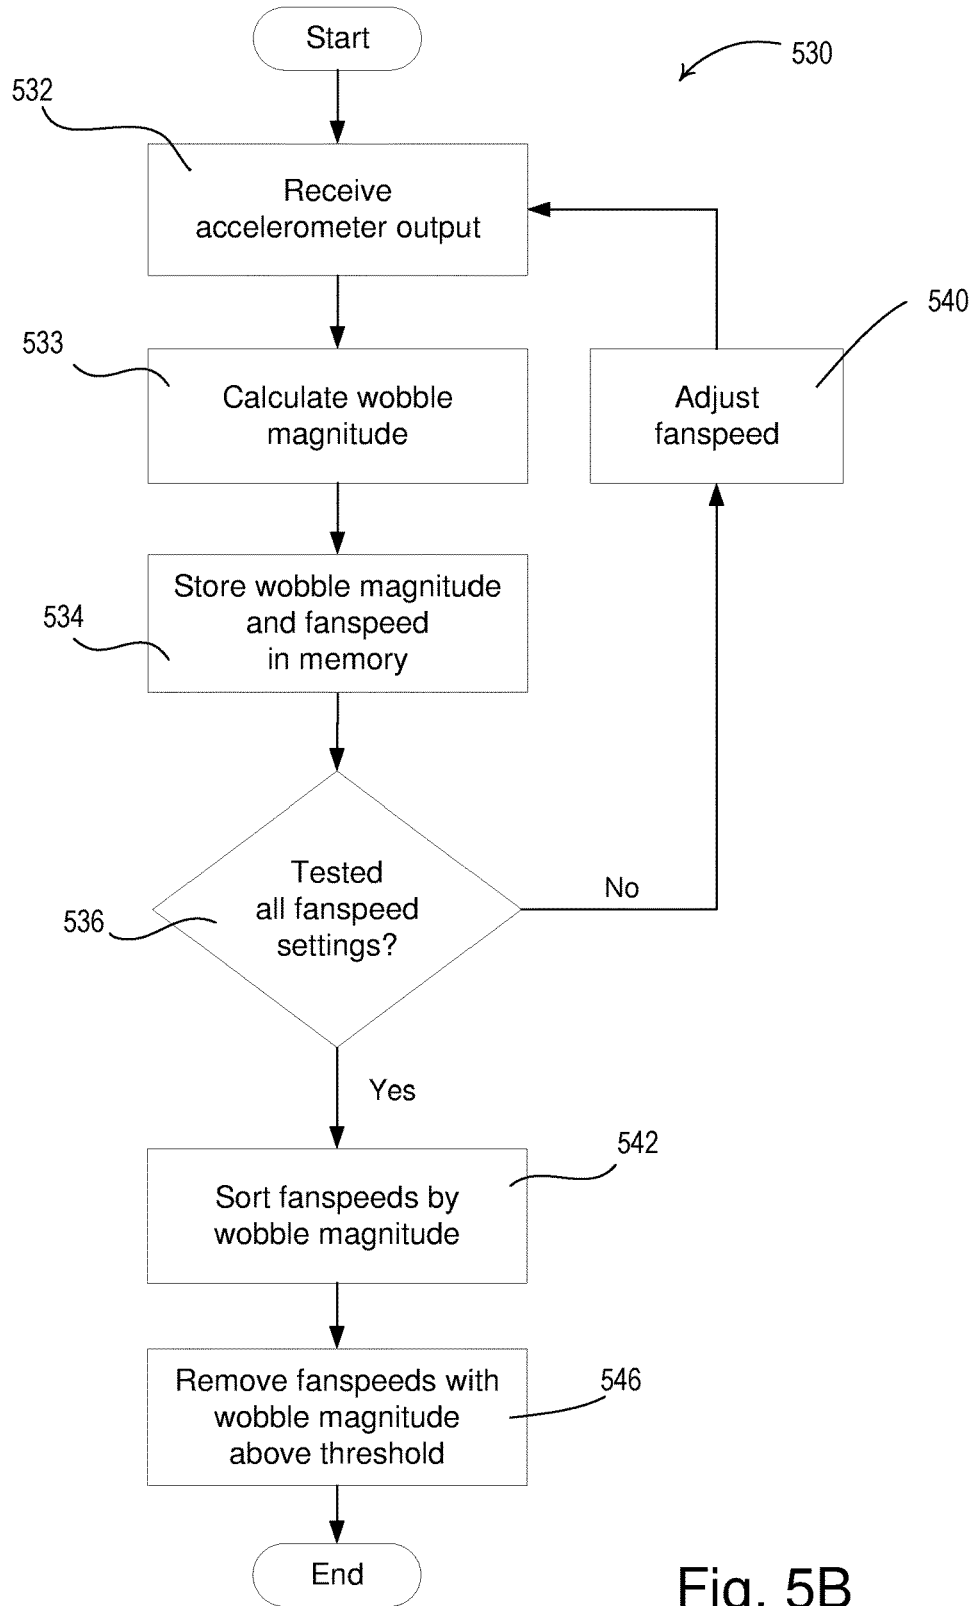 Start
530
532
Receive
accelerometer output
540
533
Calculate wobble
magnitude
Adjust
fanspeed
534
Store wobble magnitude
and fanspeed
in memory
536
Tested
all fanspeed
settings?
No
Yes
542
Sort fanspeeds by
wobble magnitude
546
Remove fanspeeds with
wobble magnitude
above threshold
End
Fig. 5B